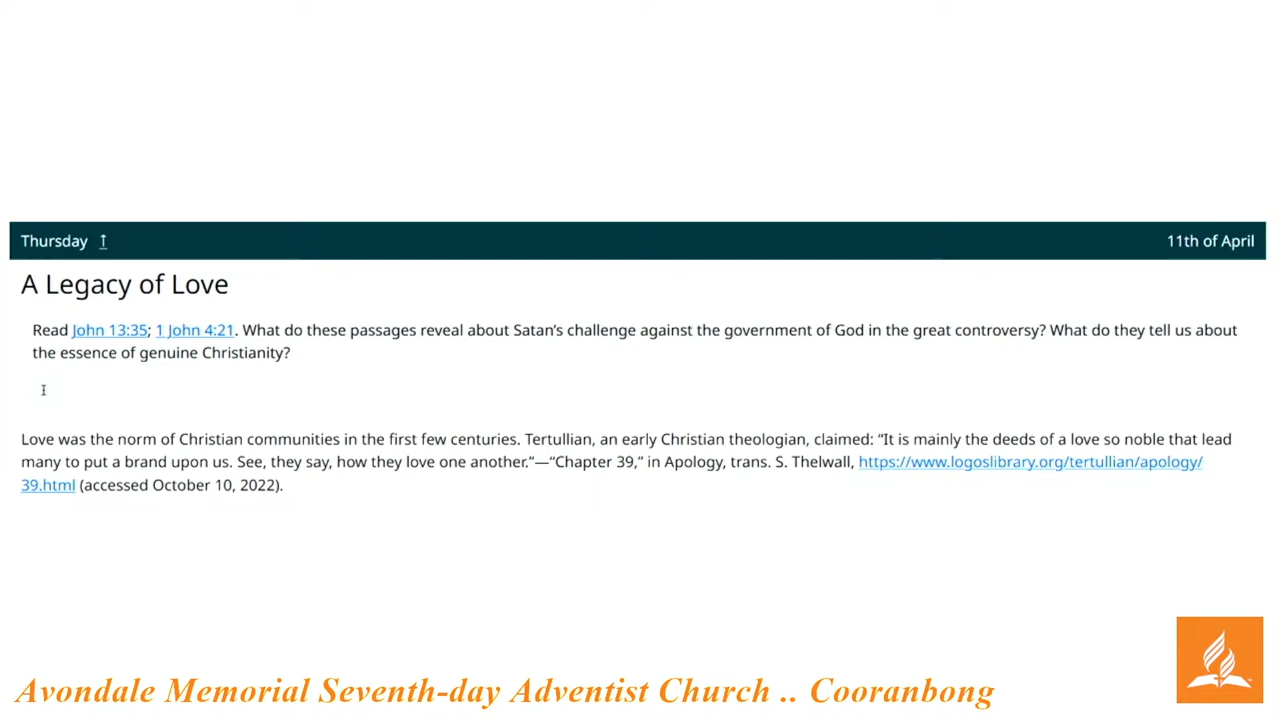 Thursday ↑ 11th of April
A Legacy of Love
Read John 13:35; 1 John 4:21. What do these passages reveal about Satan’s challenge against the government of God in the great controversy? What do they tell us about
the essence of genuine Christianity?
Love was the norm of Christian communities in the first few centuries. Tertullian, an early Christian theologian, claimed: “It is mainly the deeds of a love so noble that lead
many to put a brand upon us. See, they say, how they love one another.”—“Chapter 39,” in Apology, trans. S. Thelwall, https://www.logoslibrary.org/tertullian/apology/
39.html (accessed October 10, 2022).
Avondale Memorial Seventh-day Adventist Church .. Cooranbong